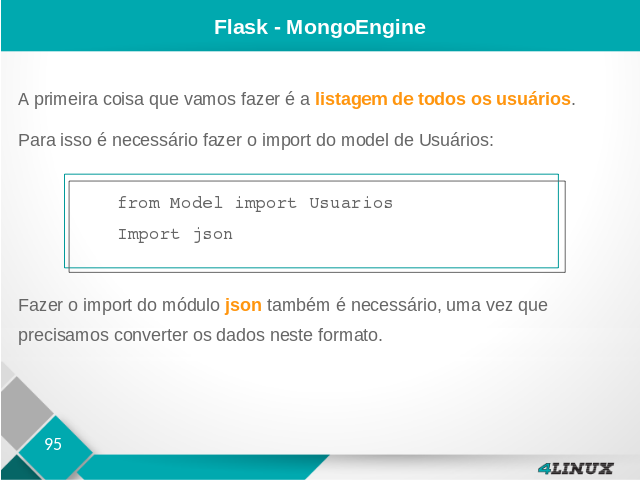 Flask - MongoEngine
A primeira coisa que vamos fazer é a listagem de todos os usuários.
Para isso é necessário fazer o import do model de Usuários:
from Model import Usuarios
Import json
Fazer o import do módulo json também é necessário, uma vez que
precisamos converter os dados neste formato.
95
4LINUX